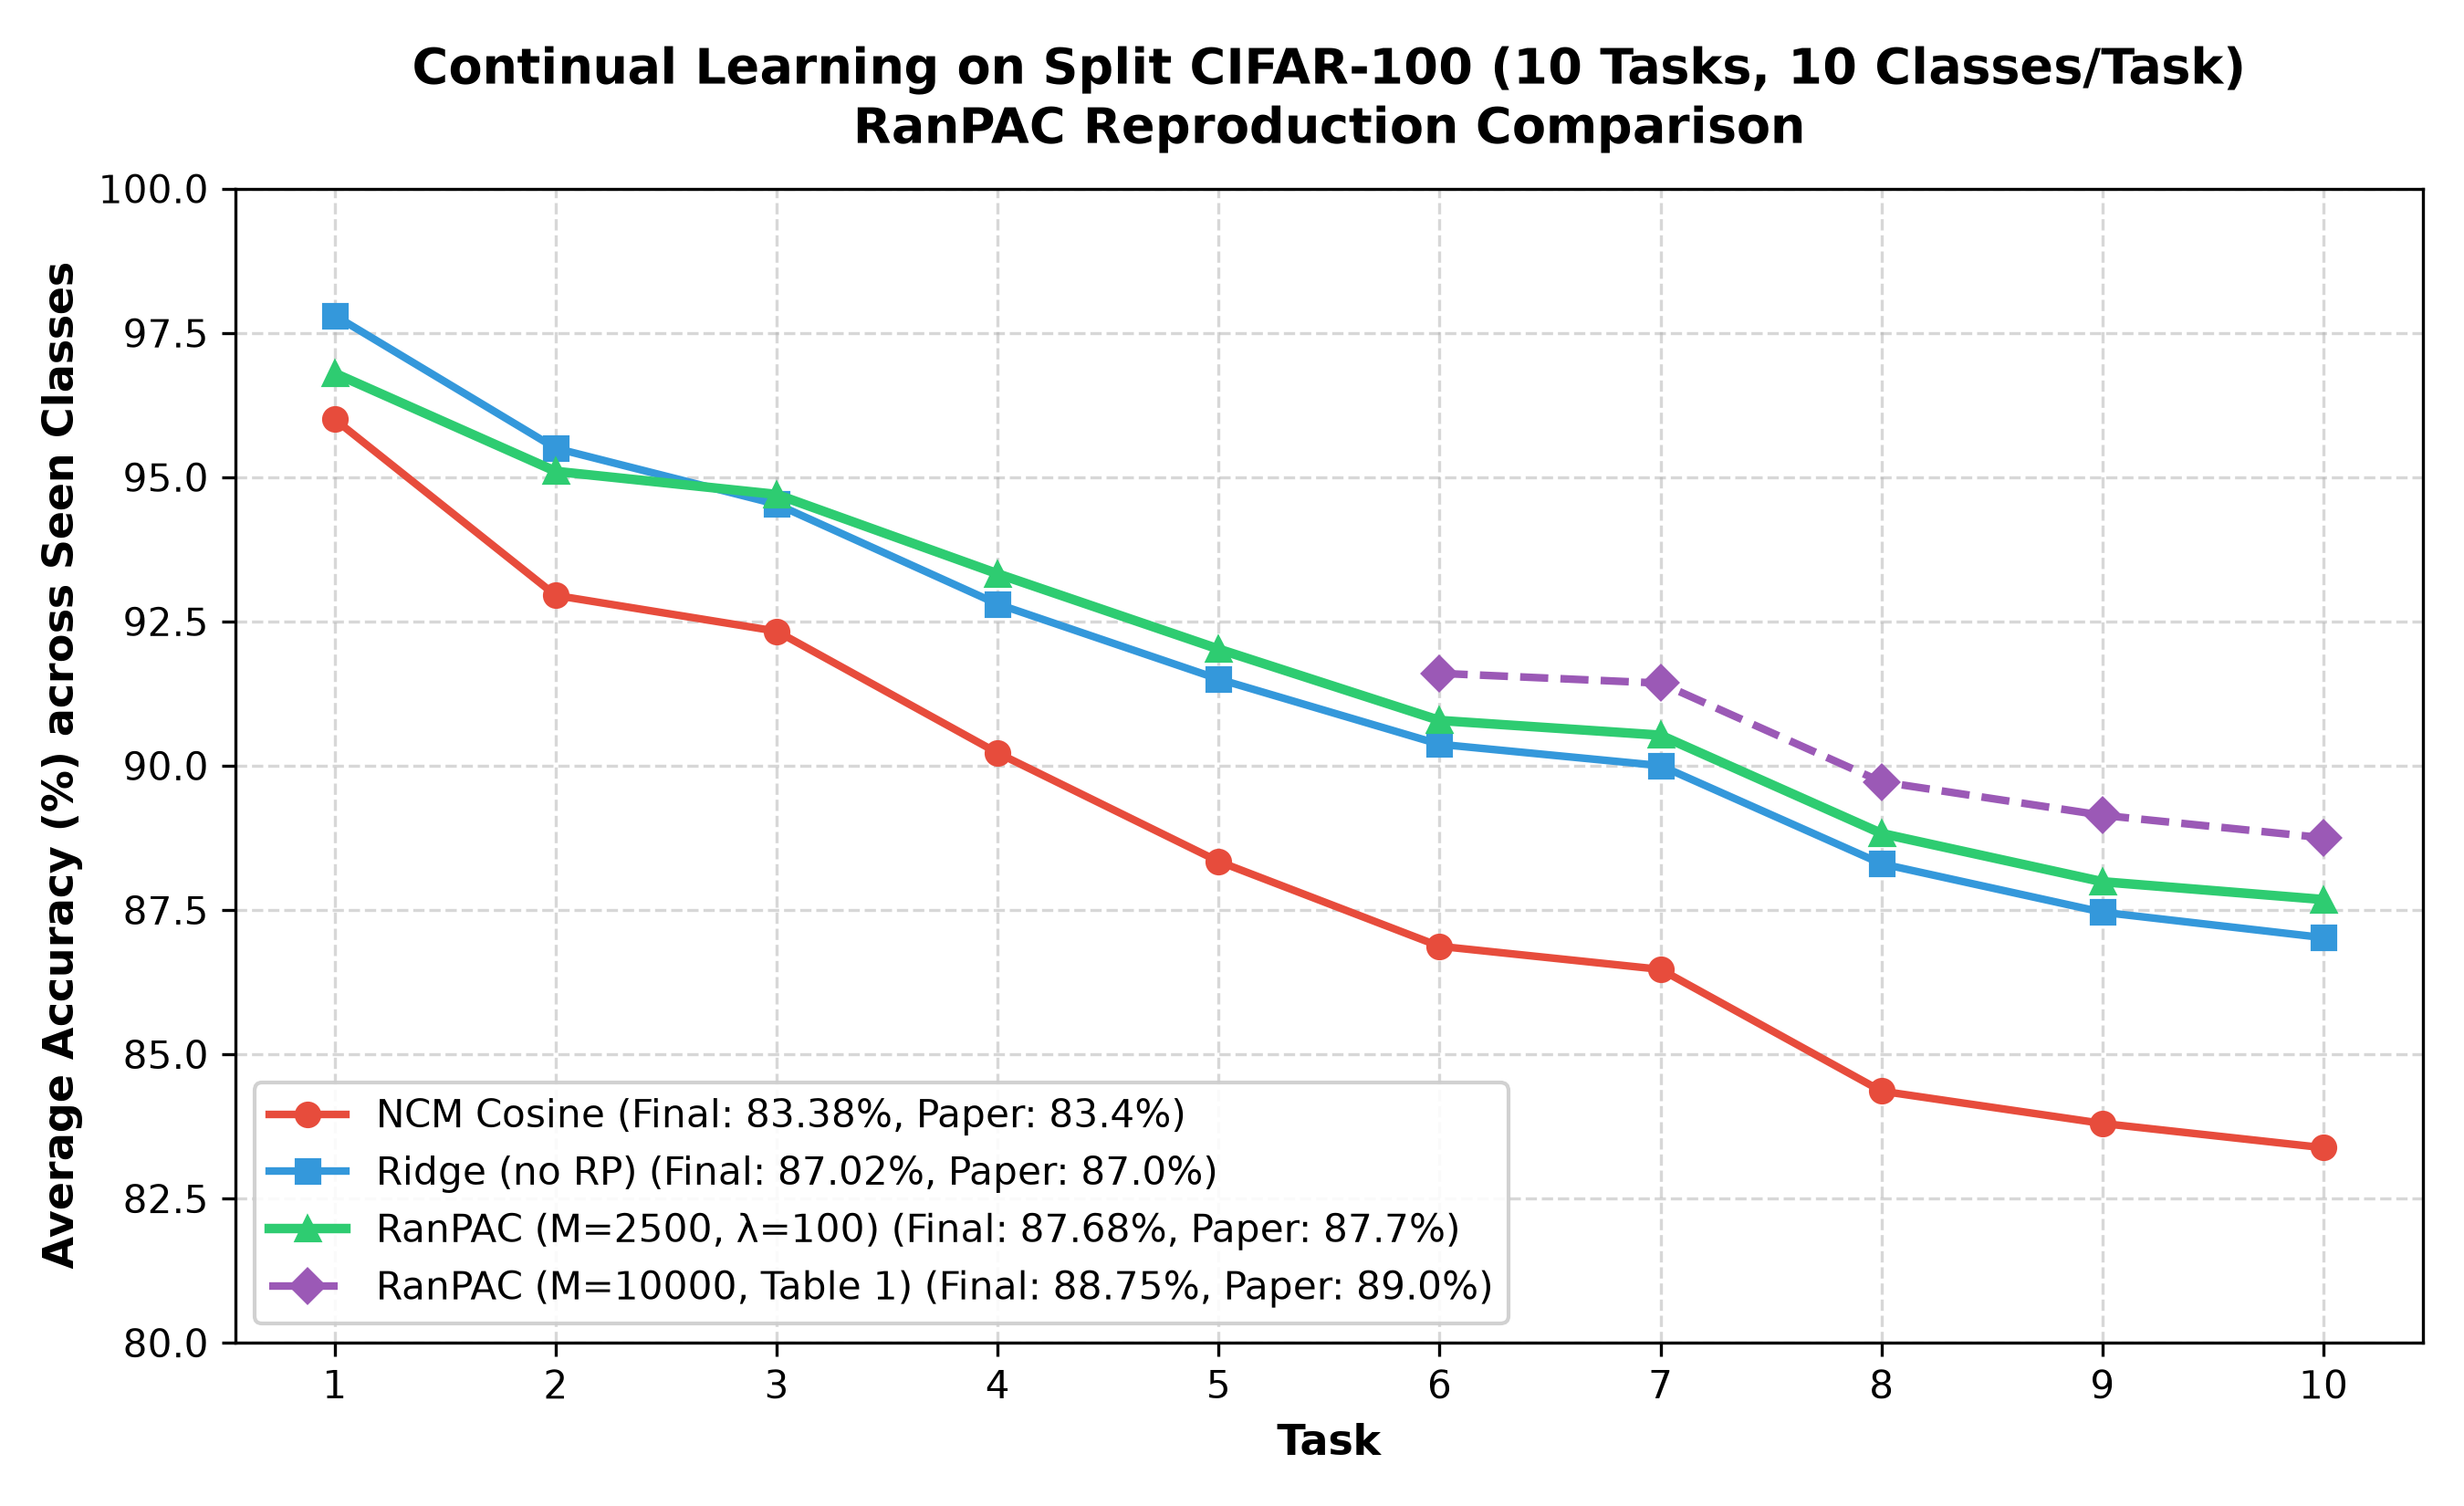 Continual Learning on Split CIFAR-100 (10 Tasks, 10 Classes/Task)
RanPAC Reproduction Comparison
Average Accuracy (%) across Seen Classes
100.0
97.5
95.0
92.5
90.0
87.5
85.0
82.5
80.0
NCM Cosine (Final: 83.38%, Paper: 83.4%)
Ridge (no RP) (Final: 87.02%, Paper: 87.0%)
RanPAC (M=2500, λ=100) (Final: 87.68%, Paper: 87.7%)
RanPAC (M=10000, Table 1) (Final: 88.75%, Paper: 89.0%)
1 2 3 4 5 6 7 8 9 10
Task